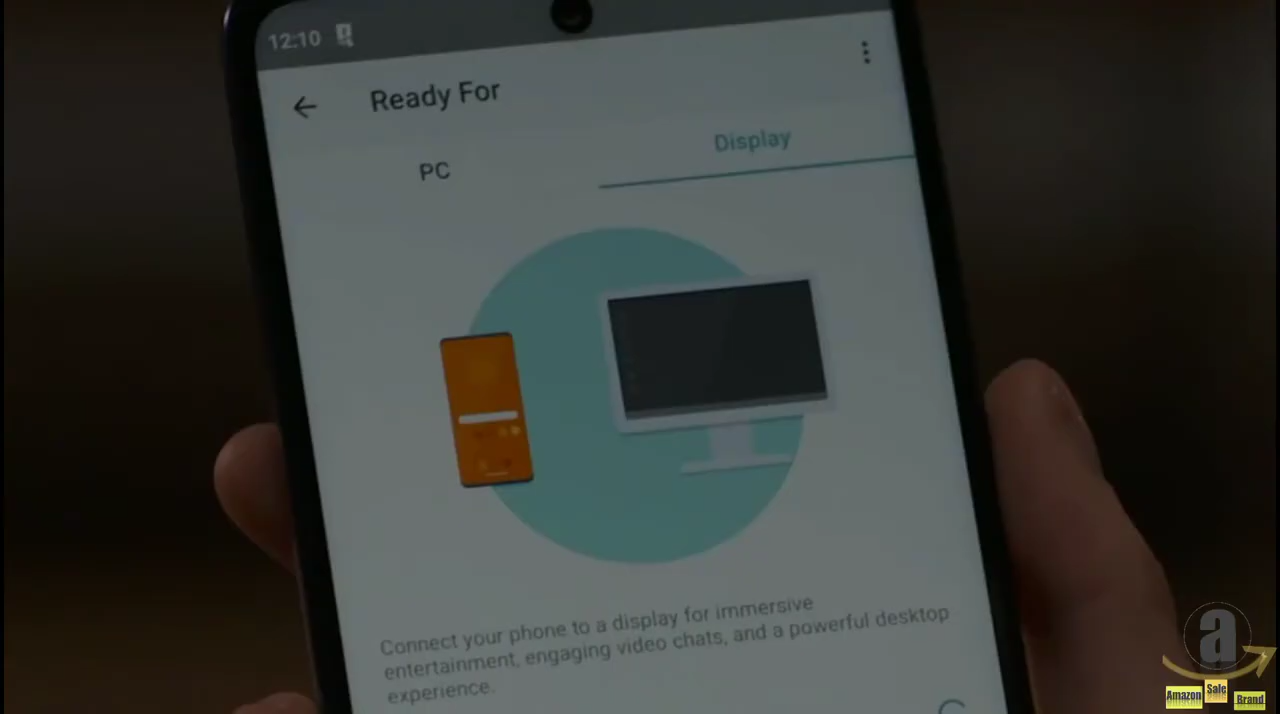 12:10
Ready For
PC
Display
Connect your phone to a display for immersive
entertainment, engaging video chats, and a powerful desktop
experience.
a
Amazon
Sale
Brand